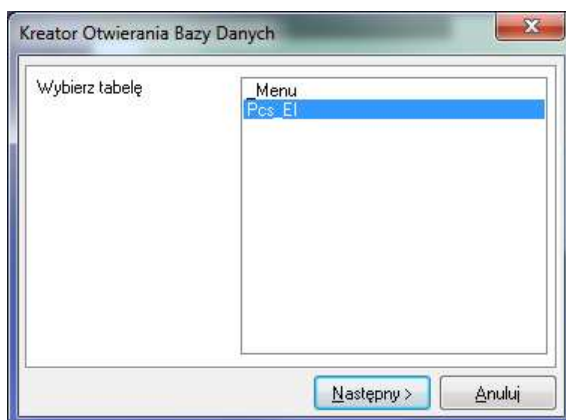 Kreator Otwierania Bazy Danych
Wybierz tabelę
_Menu
Pcs_El
Następny >
Anuluj